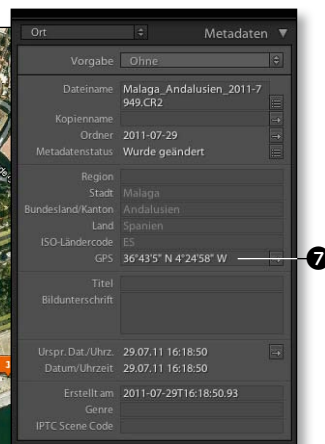 Ort Metadaten
Vorgabe Ohne
Dateiname Malaga_Andalusien_2011-7
949.CR2
Kopienname
Ordner 2011-07-29
Metadatenstatus Wurde geändert
Region
Stadt Malaga
Bundesland/Kanton Andalusien
Land Spanien
ISO-Ländercode ES
GPS 36°43'5" N 4°24'58" W
7
Titel
Bildunterschrift
Urspr. Dat./Uhrz. 29.07.11 16:18:50
Datum/Uhrzeit 29.07.11 16:18:50
Erstellt am 2011-07-29T16:18:50.93
Genre
IPTC Scene Code